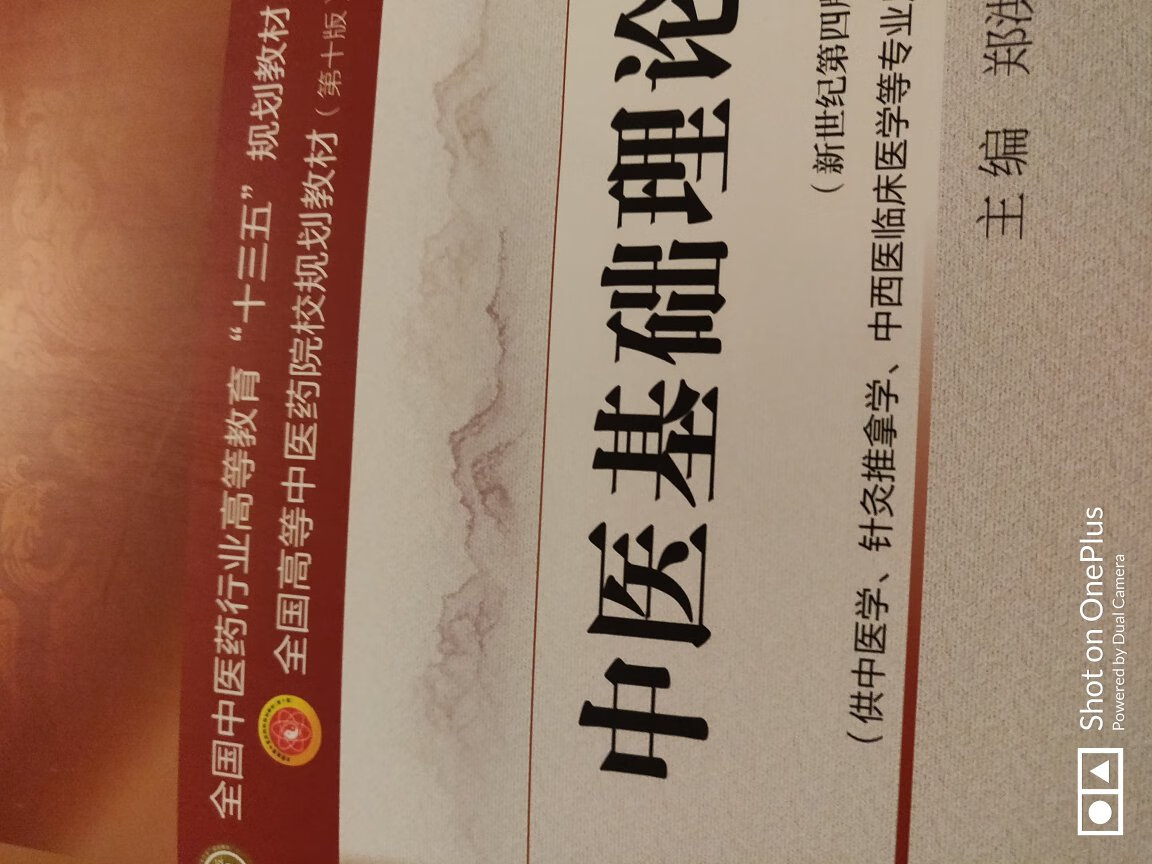 全国中医药行业高等教育“十三五”规划教材
全国高等中医药院校规划教材（第十版）
中医基础理论
（新世纪第四版
（供中医学、针灸推拿学、中西医临床医学等专业
主编 郑洪
Shot on OnePlus
Powered by Dual Camera